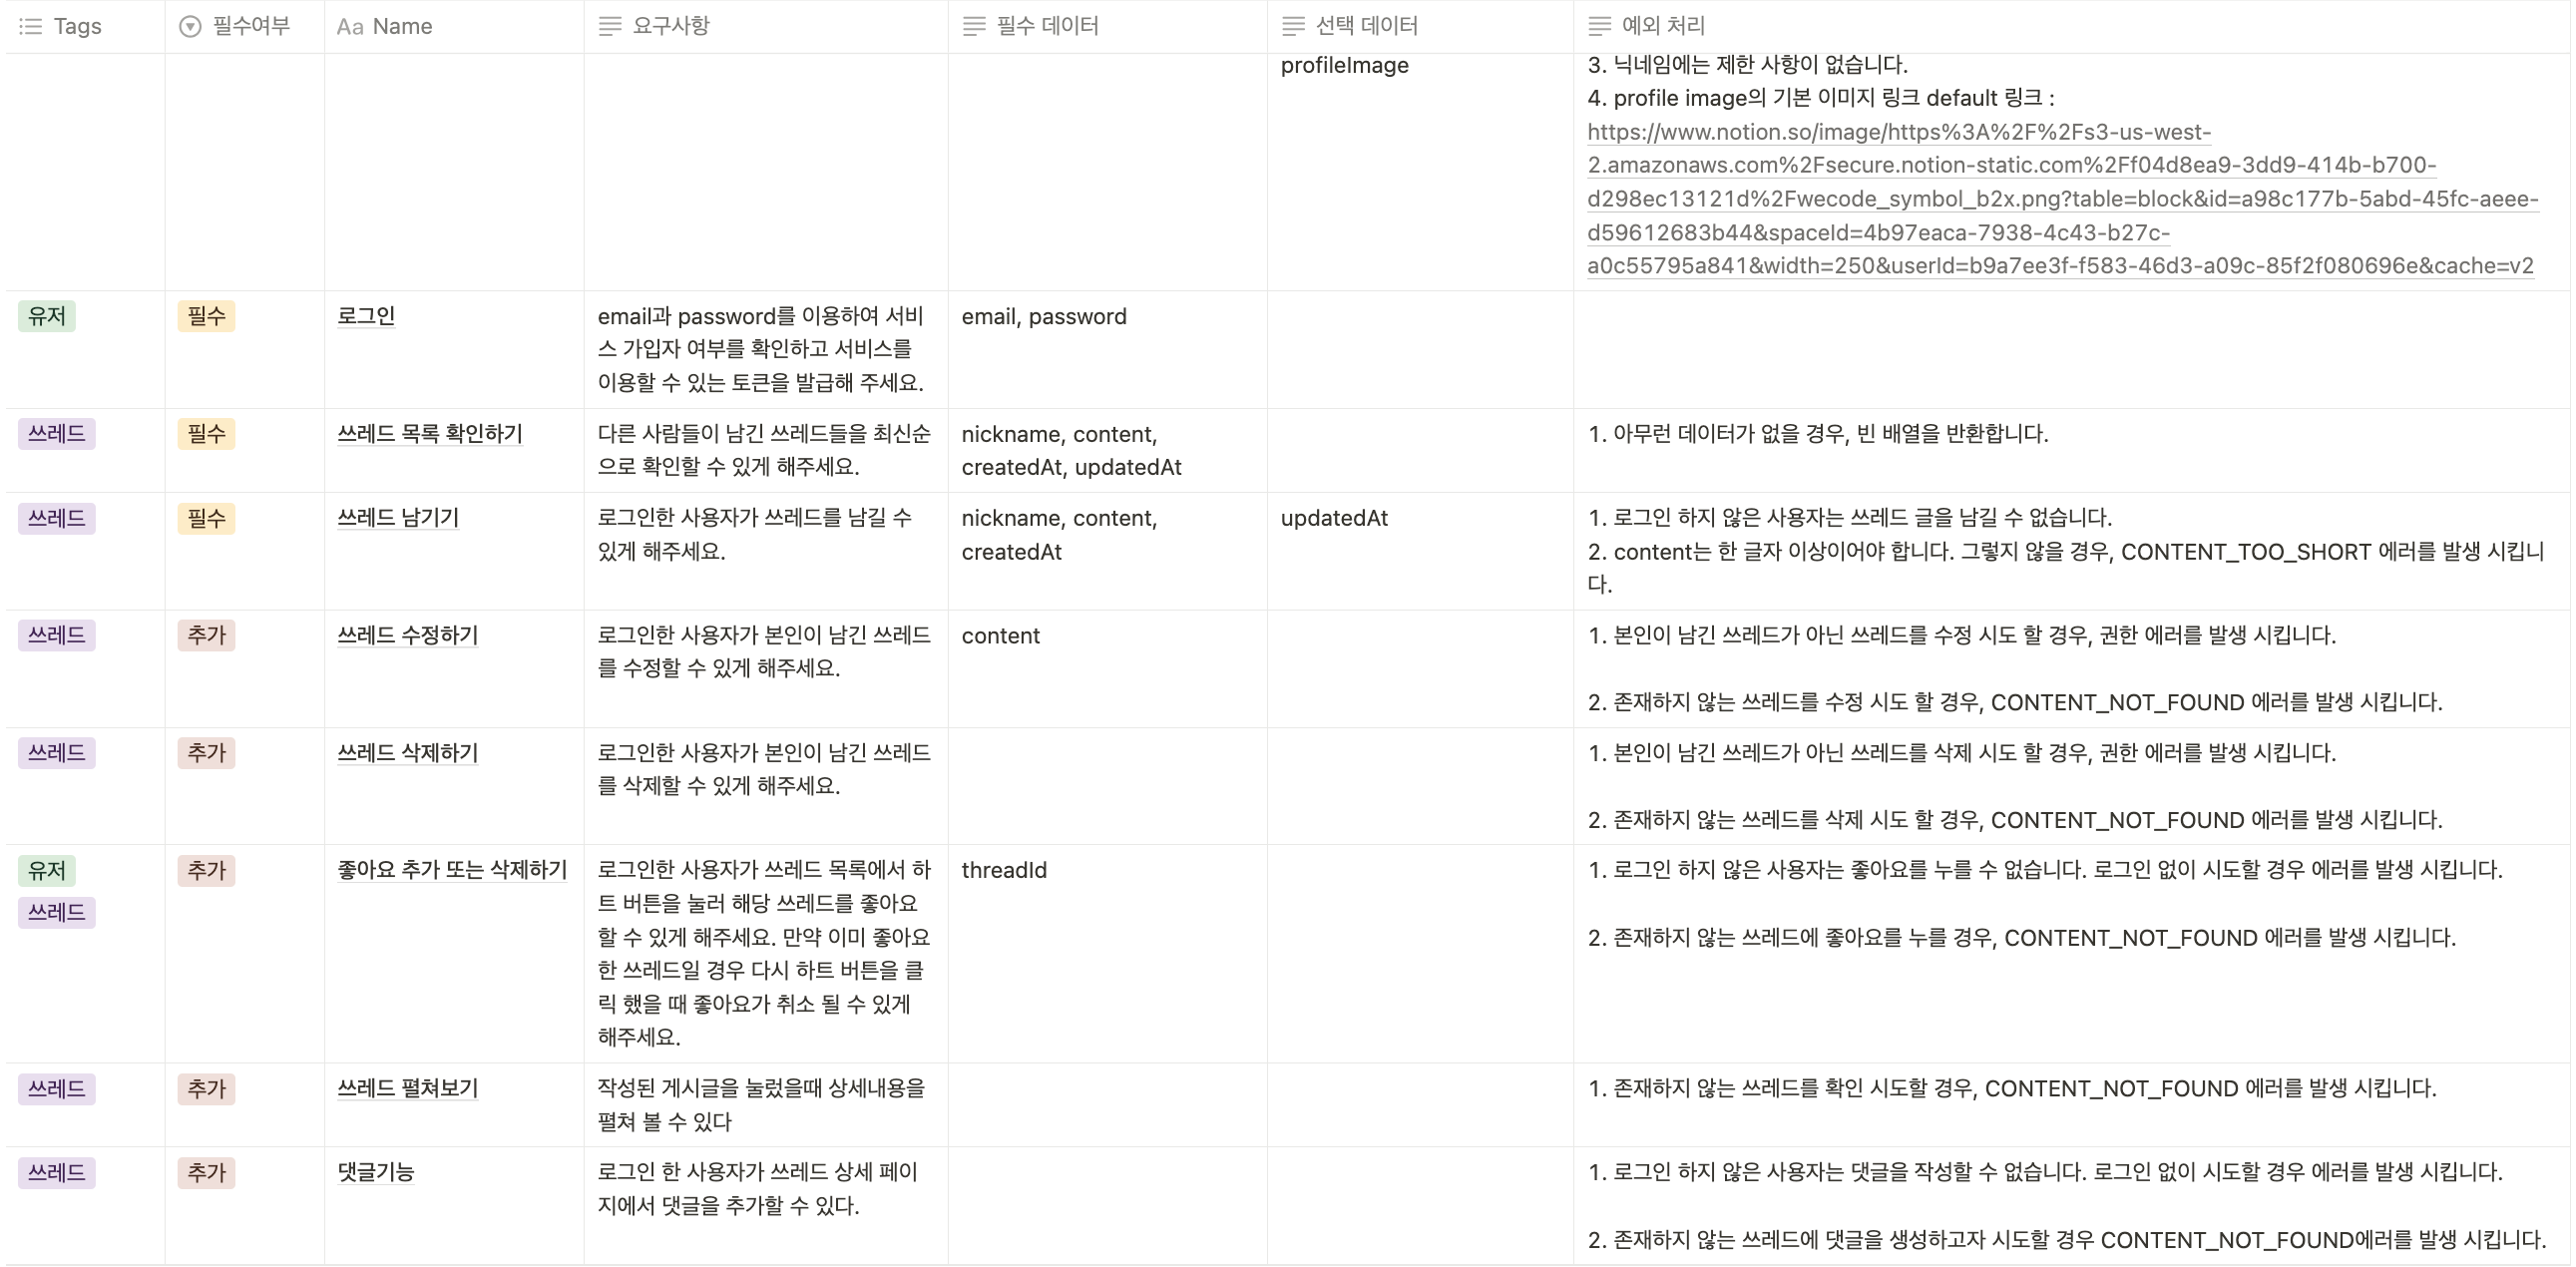 Tags 필수여부 Aa Name 요구사항 필수 데이터 선택 데이터 예외 처리
profileImage
3. 닉네임에는 제한 사항이 없습니다.
4. profile image의 기본 이미지 링크 default 링크 :
https://www.notion.so/image/https%3A%2F%2Fs3-us-west-
2.amazonaws.com%2Fsecure.notion-static.com%2Ff04d8ea9-3dd9-414b-b700-
d298ec13121d%2Fwecode_symbol_b2x.png?table=block&id=a98c177b-5abd-45fc-aeee-
d59612683b44&spaceId=4b97eaca-7938-4c43-b27c-
a0c55795a841&width=250&userId=b9a7ee3f-f583-46d3-a09c-85f2f080696e&cache=v2
유저
필수
로그인
email과 password를 이용하여 서비
스 가입자 여부를 확인하고 서비스를
이용할 수 있는 토큰을 발급해 주세요.
email, password
쓰레드
필수
쓰레드 목록 확인하기
다른 사람들이 남긴 쓰레드들을 최신순
으로 확인할 수 있게 해주세요.
nickname, content,
createdAt, updatedAt
1. 아무런 데이터가 없을 경우, 빈 배열을 반환합니다.
쓰레드
필수
쓰레드 남기기
로그인한 사용자가 쓰레드를 남길 수
있게 해주세요.
nickname, content,
createdAt
updatedAt
1. 로그인 하지 않은 사용자는 쓰레드 글을 남길 수 없습니다.
2. content는 한 글자 이상이어야 합니다. 그렇지 않을 경우, CONTENT_TOO_SHORT 에러를 발생 시킵니
다.
쓰레드
추가
쓰레드 수정하기
로그인한 사용자가 본인이 남긴 쓰레드
를 수정할 수 있게 해주세요.
content
1. 본인이 남긴 쓰레드가 아닌 쓰레드를 수정 시도 할 경우, 권한 에러를 발생 시킵니다.
2. 존재하지 않는 쓰레드를 수정 시도 할 경우, CONTENT_NOT_FOUND 에러를 발생 시킵니다.
쓰레드
추가
쓰레드 삭제하기
로그인한 사용자가 본인이 남긴 쓰레드
를 삭제할 수 있게 해주세요.
1. 본인이 남긴 쓰레드가 아닌 쓰레드를 삭제 시도 할 경우, 권한 에러를 발생 시킵니다.
2. 존재하지 않는 쓰레드를 삭제 시도 할 경우, CONTENT_NOT_FOUND 에러를 발생 시킵니다.
유저
쓰레드
추가
좋아요 추가 또는 삭제하기
로그인한 사용자가 쓰레드 목록에서 하
트 버튼을 눌러 해당 쓰레드를 좋아요
할 수 있게 해주세요. 만약 이미 좋아요
한 쓰레드일 경우 다시 하트 버튼을 클
릭 했을 때 좋아요가 취소 될 수 있게
해주세요.
threadId
1. 로그인 하지 않은 사용자는 좋아요를 누를 수 없습니다. 로그인 없이 시도할 경우 에러를 발생 시킵니다.
2. 존재하지 않는 쓰레드에 좋아요를 누를 경우, CONTENT_NOT_FOUND 에러를 발생 시킵니다.
쓰레드
추가
쓰레드 펼쳐보기
작성된 게시글을 눌렀을때 상세내용을
펼쳐 볼 수 있다
1. 존재하지 않는 쓰레드를 확인 시도할 경우, CONTENT_NOT_FOUND 에러를 발생 시킵니다.
쓰레드
추가
댓글기능
로그인 한 사용자가 쓰레드 상세 페이
지에서 댓글을 추가할 수 있다.
1. 로그인 하지 않은 사용자는 댓글을 작성할 수 없습니다. 로그인 없이 시도할 경우 에러를 발생 시킵니다.
2. 존재하지 않는 쓰레드에 댓글을 생성하고자 시도할 경우 CONTENT_NOT_FOUND에러를 발생 시킵니다.